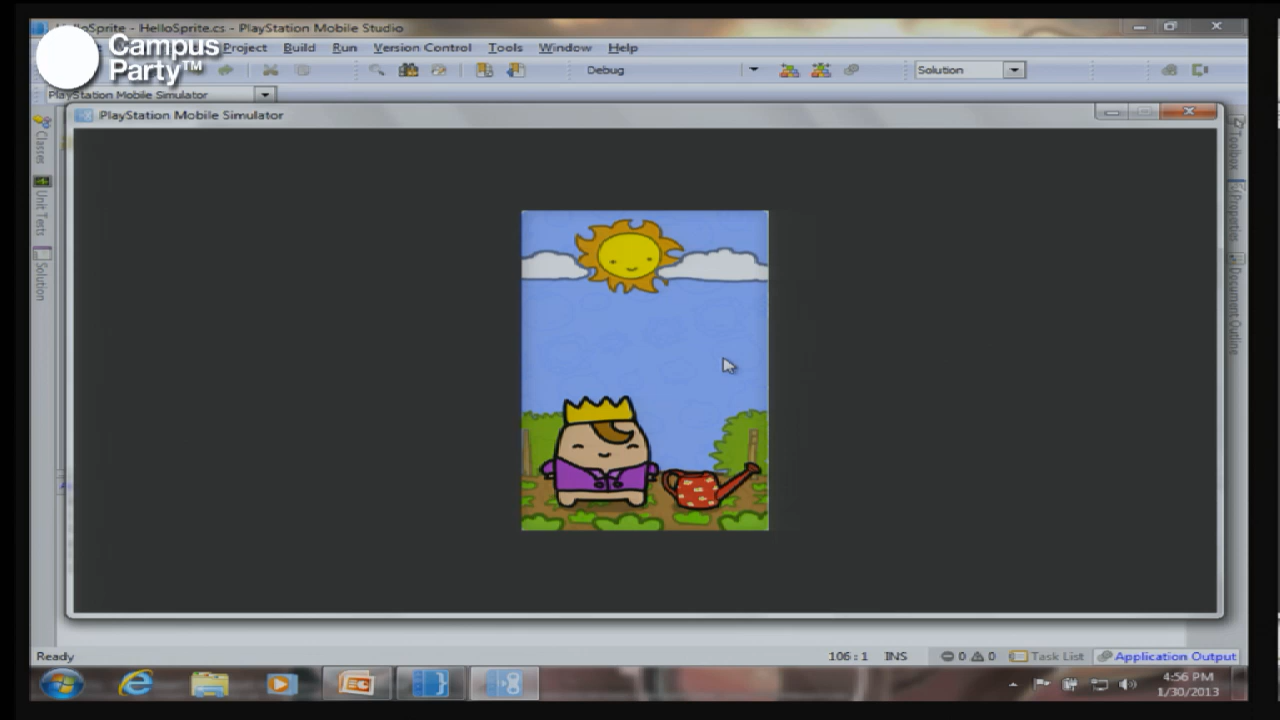 HelloSprite - HelloSprite.cs - PlayStation Mobile Studio
Campus
Party™
Project Build Run Version Control Tools Window Help
Debug
Solution
PlayStation Mobile Simulator
PlayStation Mobile Simulator
Classes
Unit Tests
Solution
Toolbox
Properties
Document Outline
Ready
106 : 1 INS
0 0 Task List Application Output
4:56 PM
1/30/2013